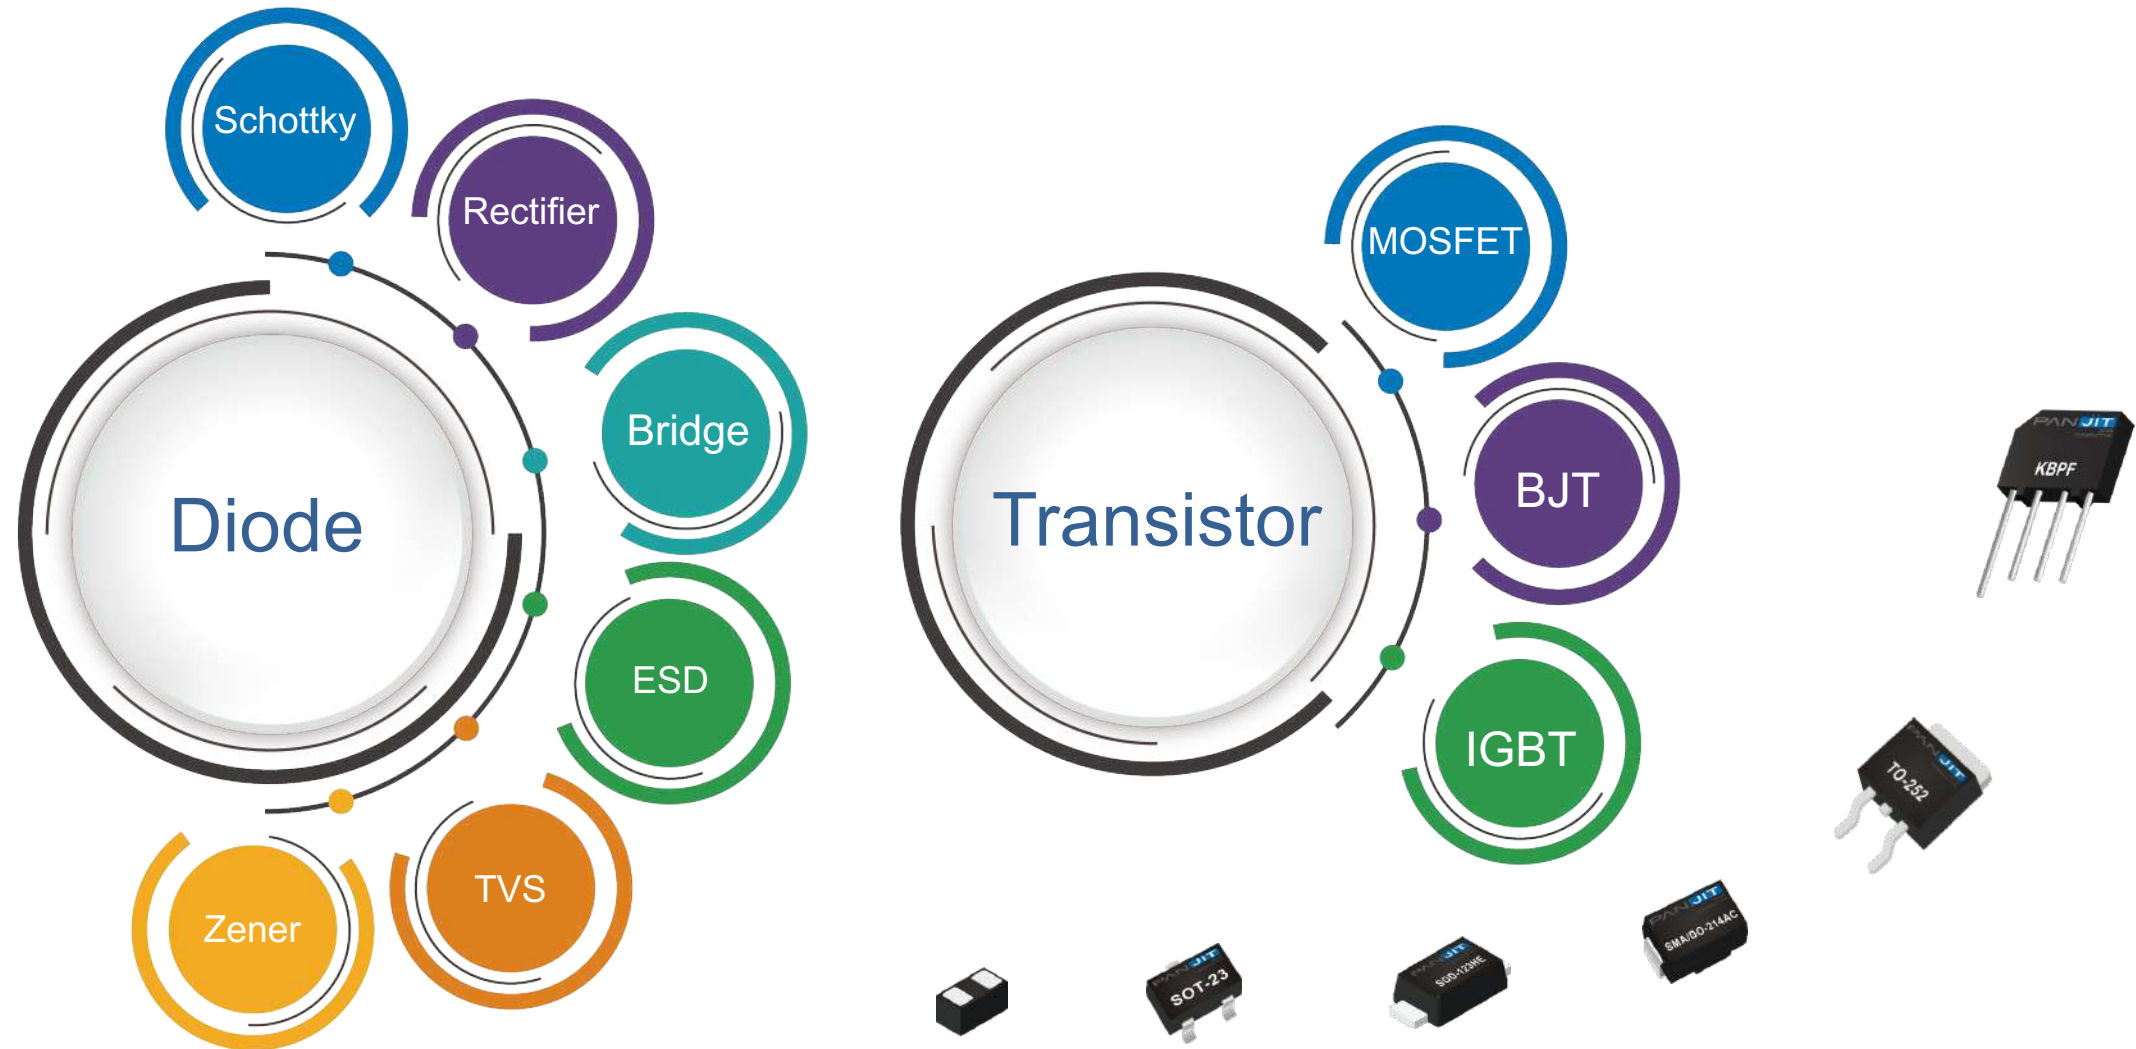 Schottky
Rectifier
Bridge
Diode
ESD
TVS
Zener
MOSFET
BJT
Transistor
IGBT
PANJIT
KBPF
PANJIT
TO-252
PANJIT
SMA/DO-214AC
PANJIT
SOD-123HE
PANJIT
SOT-23